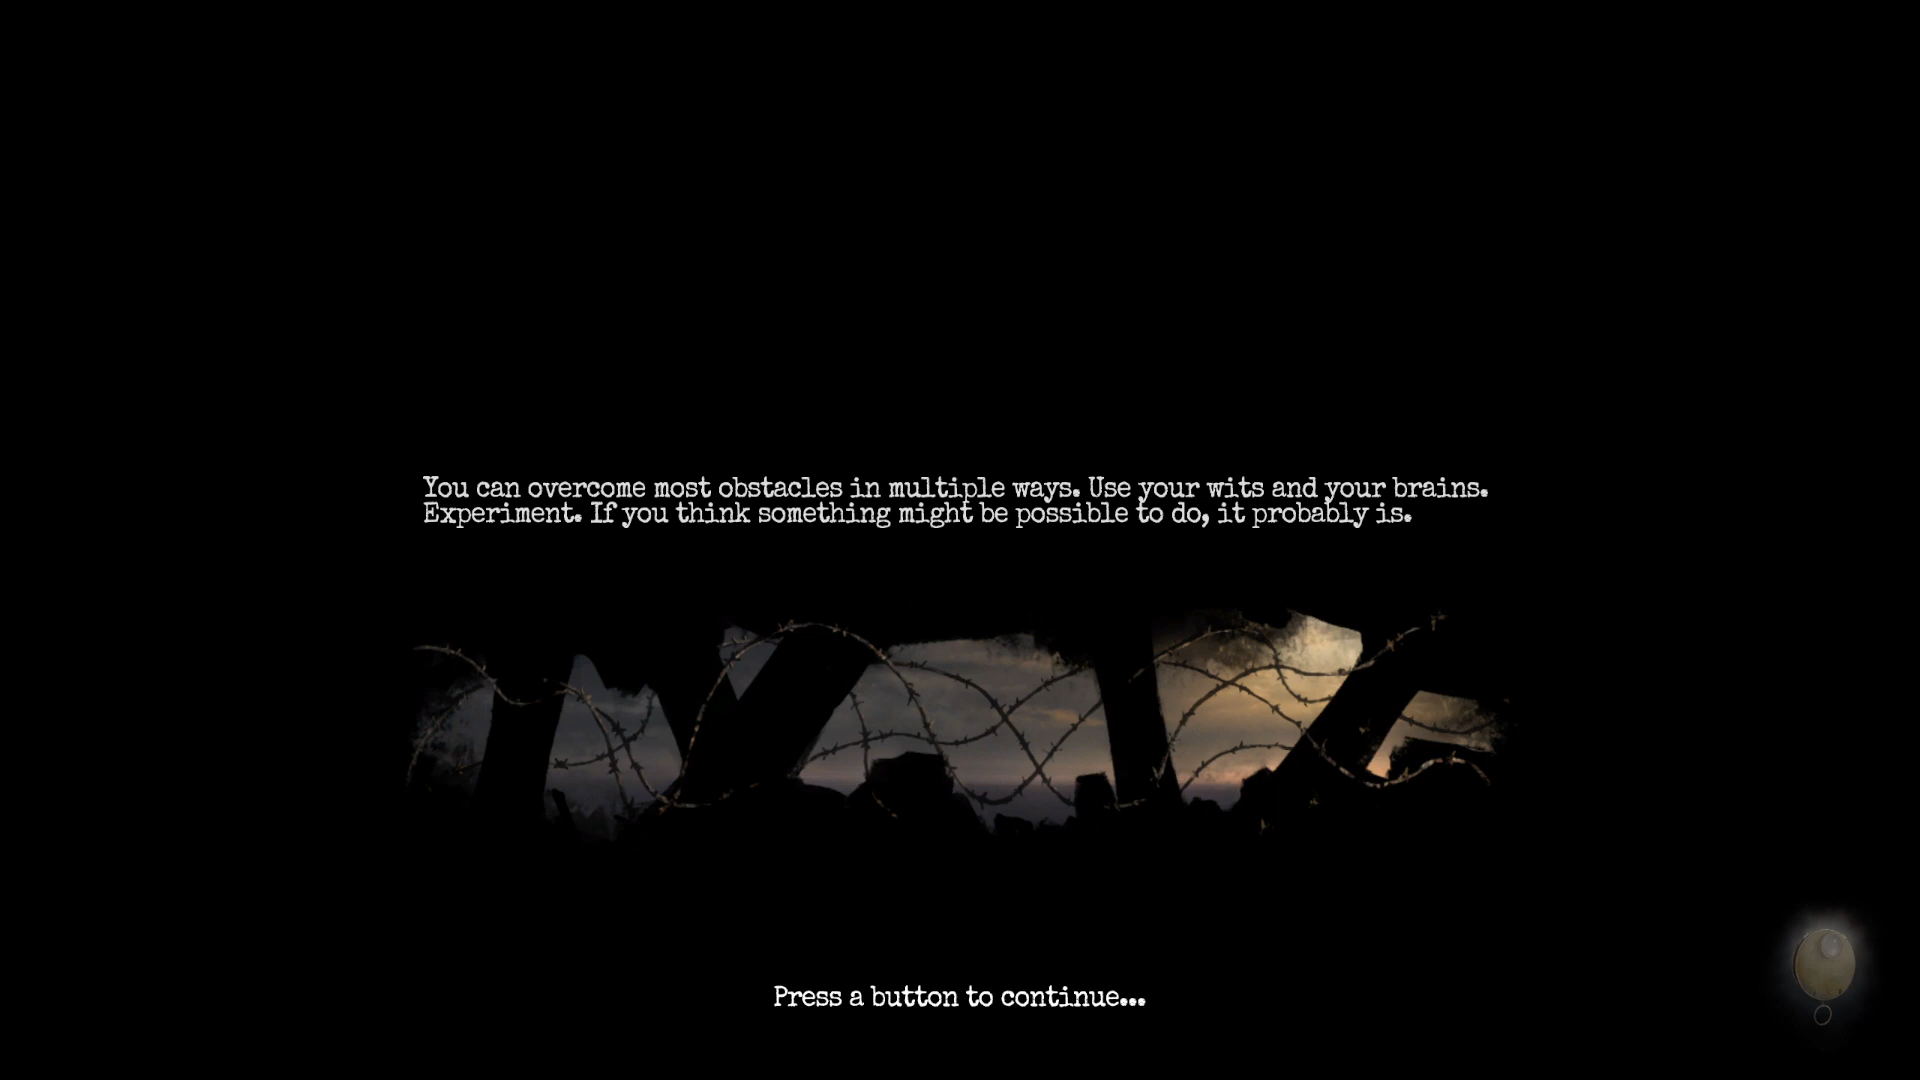 You can overcome most obstacles in multiple ways. Use your wits and your brains.
Experiment. If you think something might be possible to do, it probably is.
Press a button to continue...